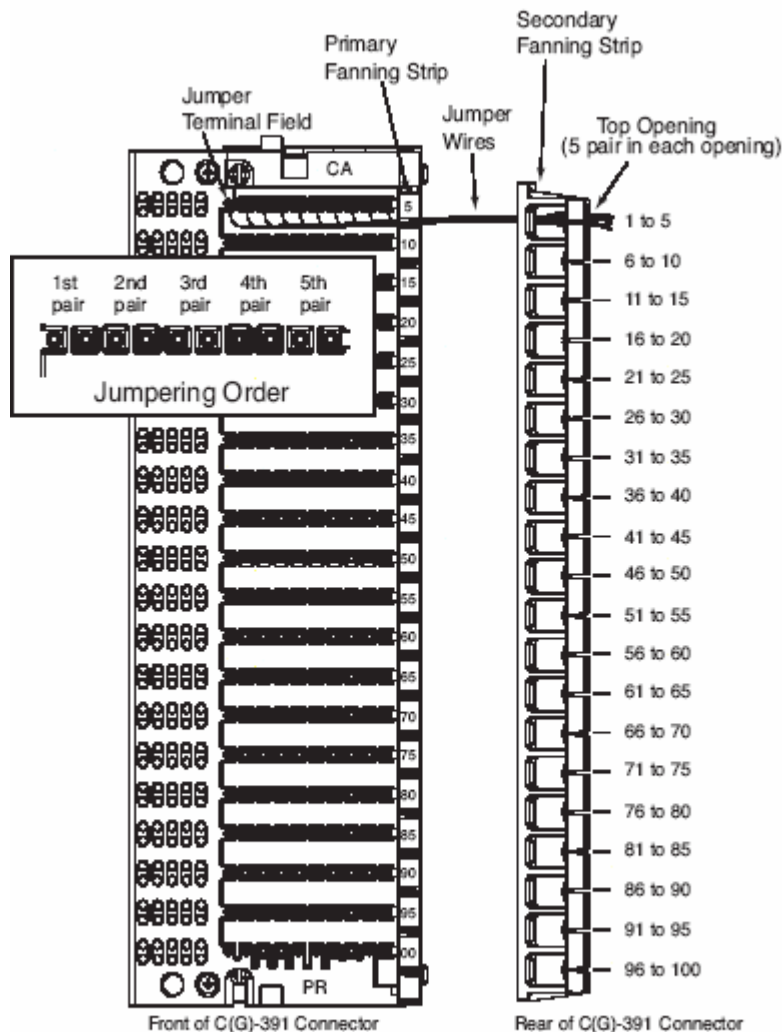 Secondary
Fanning Strip
Primary
Fanning Strip
Jumper
Terminal Field
Jumper
Wires
Top Opening
(5 pair in each opening)
CA
5
10
15
20
25
30
35
40
45
50
55
60
65
70
75
80
85
90
95
100
PR
1st
pair
2nd
pair
3rd
pair
4th
pair
5th
pair
Jumpering Order
1 to 5
6 to 10
11 to 15
16 to 20
21 to 25
26 to 30
31 to 35
36 to 40
41 to 45
46 to 50
51 to 55
56 to 60
61 to 65
66 to 70
71 to 75
76 to 80
81 to 85
86 to 90
91 to 95
96 to 100
Front of C(G)-391 Connector
Rear of C(G)-391 Connector